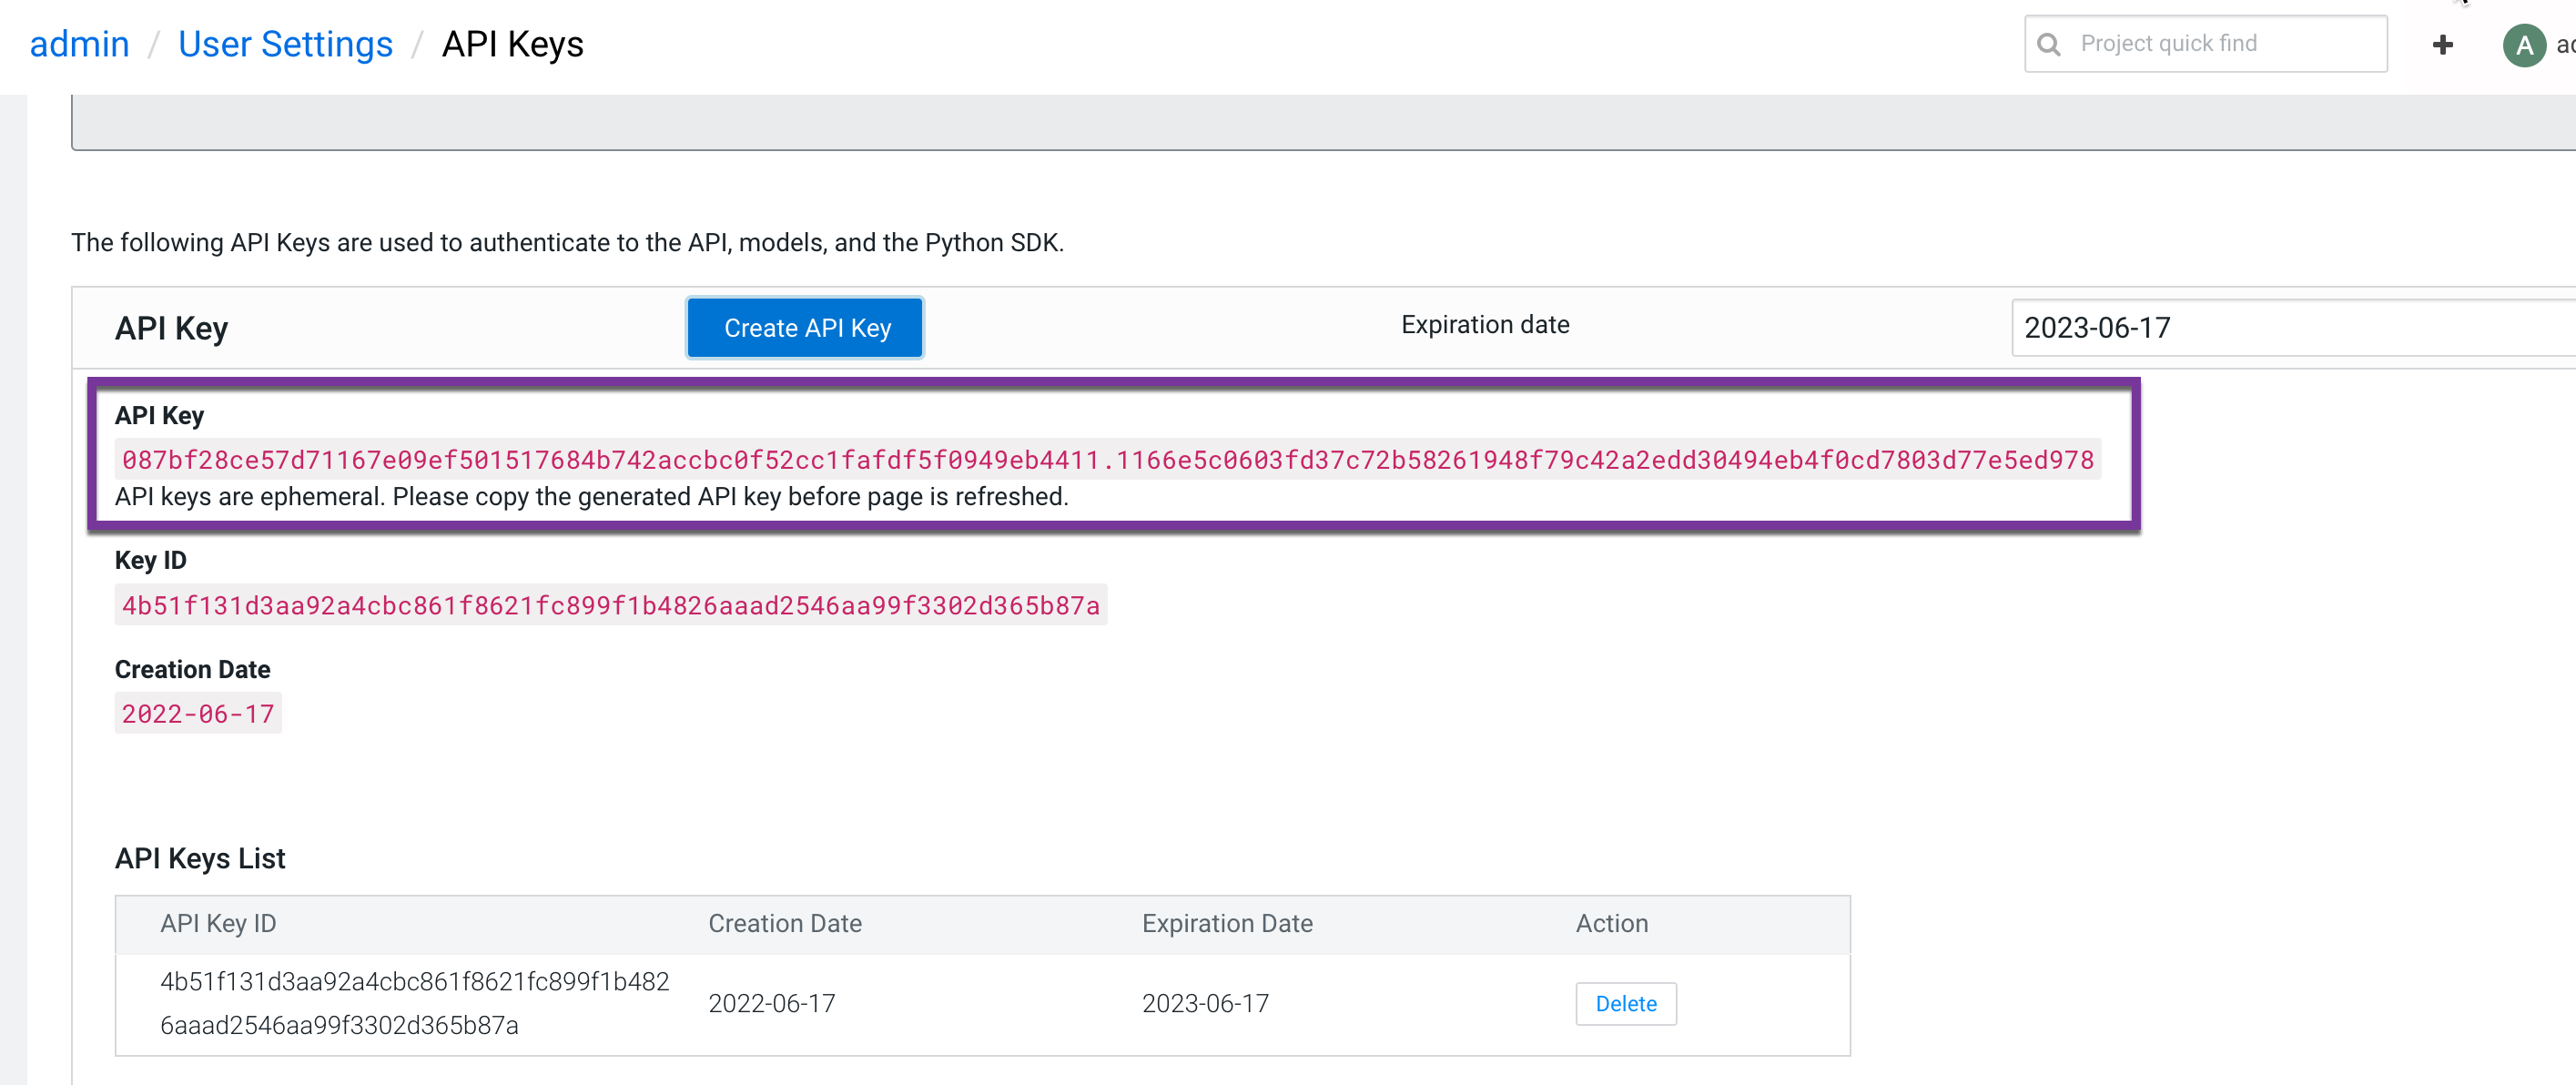 admin / User Settings / API Keys
Project quick find
A
The following API Keys are used to authenticate to the API, models, and the Python SDK.
API Key
Create API Key
Expiration date
2023-06-17
API Key
087bf28ce57d71167e09ef501517684b742accbc0f52cc1fafdf5f0949eb4411.1166e5c0603fd37c72b58261948f79c42a2edd30494eb4f0cd7803d77e5ed978
API keys are ephemeral. Please copy the generated API key before page is refreshed.
Key ID
4b51f131d3aa92a4cbc861f8621fc899f1b4826aaad2546aa99f3302d365b87a
Creation Date
2022-06-17
API Keys List
API Key ID Creation Date Expiration Date Action
4b51f131d3aa92a4cbc861f8621fc899f1b482
2022-06-17 2023-06-17 Delete
6aaad2546aa99f3302d365b87a